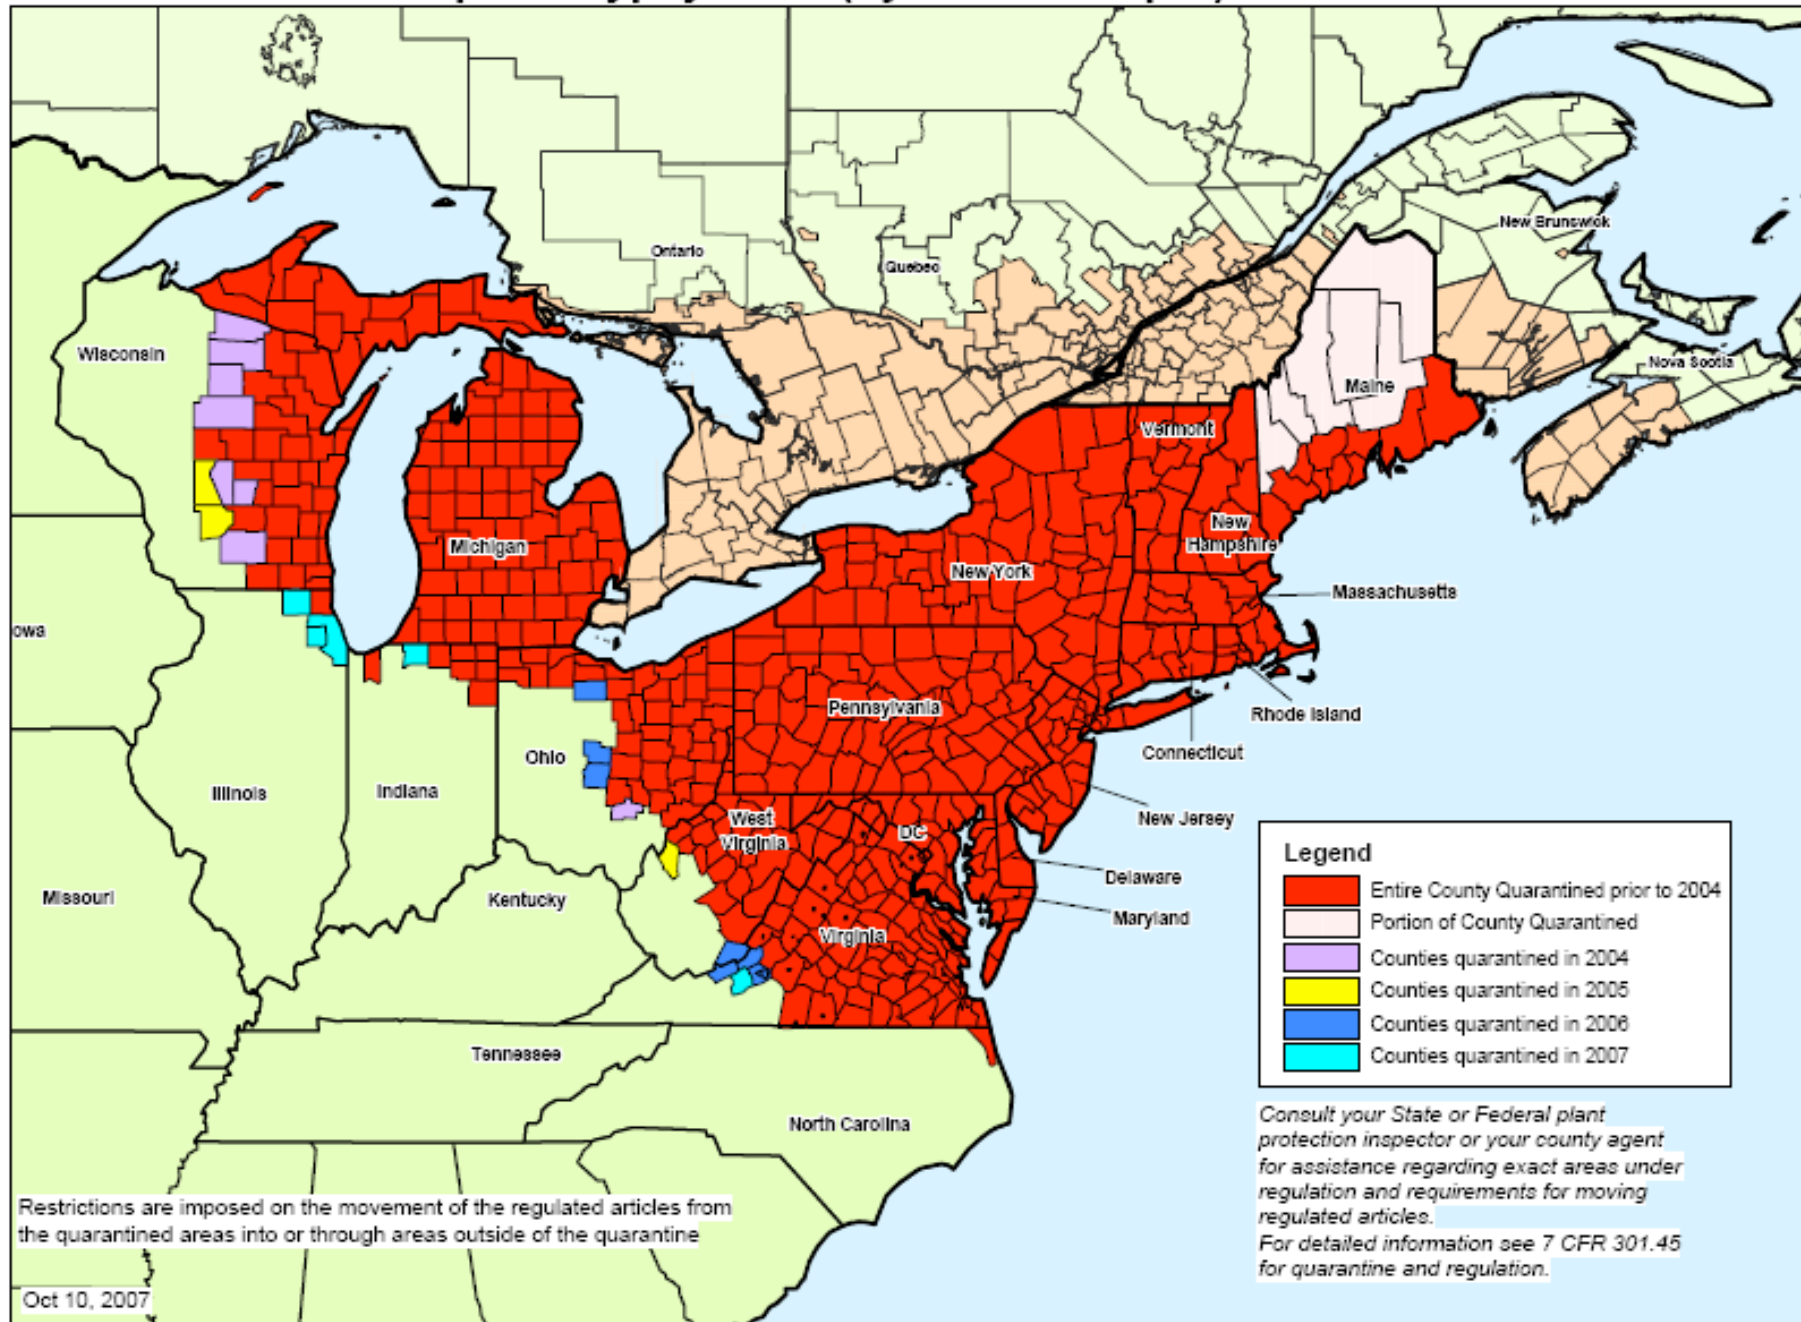 Ontario
Quebec
New Brunswick
Nova Scotia
Wisconsin
Maine
Vermont
New
Hampshire
Michigan
New York
Massachusetts
owa
Pennsylvania
Rhode Island
Connecticut
Ohio
Illinois
Indiana
West
Virginia
DC
New Jersey
Delaware
Maryland
Missouri
Kentucky
Virginia
Tennessee
North Carolina
Legend
Entire County Quarantined prior to 2004
Portion of County Quarantined
Counties quarantined in 2004
Counties quarantined in 2005
Counties quarantined in 2006
Counties quarantined in 2007
Consult your State or Federal plant
protection inspector or your county agent
for assistance regarding exact areas under
regulation and requirements for moving
regulated articles.
For detailed information see 7 CFR 301.45
for quarantine and regulation.
Restrictions are imposed on the movement of the regulated articles from
the quarantined areas into or through areas outside of the quarantine
Oct 10, 2007